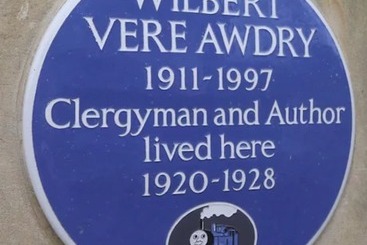 WILBERT
VERE AWDRY
1911-1997
Clergyman and Author
lived here
1920-1928